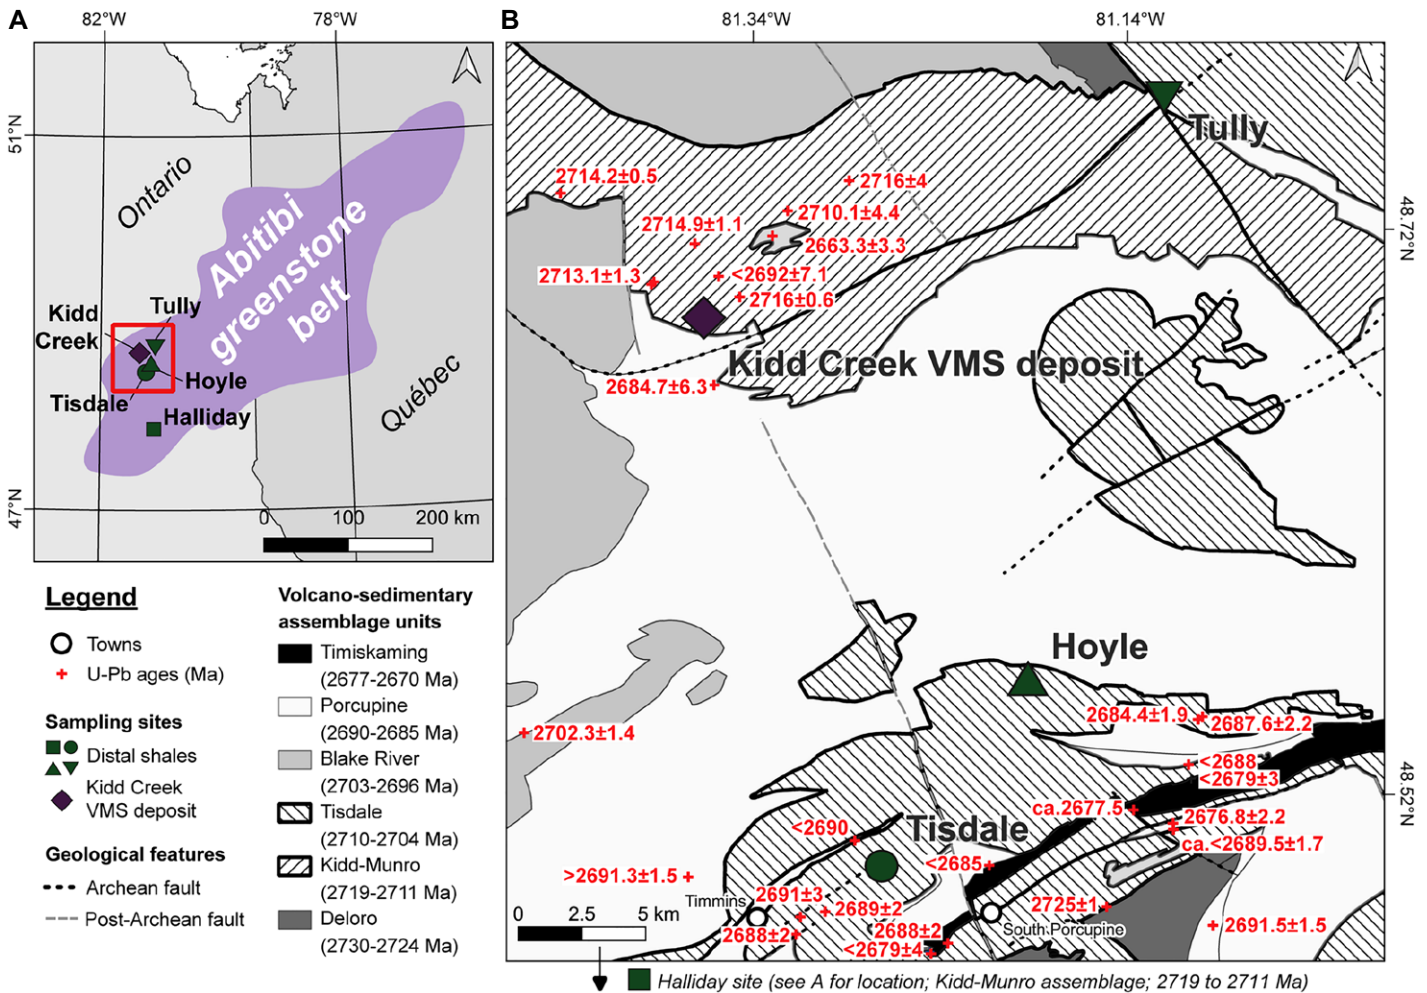 A
82°W
78°W
51°N
47°N
Ontario
Québec
Abitibi
greenstone
belt
Kidd
Creek
Tully
Hoyle
Tisdale
Halliday
0
100
200 km
Legend
Towns
U-Pb ages (Ma)
Sampling sites
Distal shales
Kidd Creek
VMS deposit
Geological features
Archean fault
Post-Archean fault
Volcano-sedimentary
assemblage units
Timiskaming
(2677-2670 Ma)
Porcupine
(2690-2685 Ma)
Blake River
(2703-2696 Ma)
Tisdale
(2710-2704 Ma)
Kidd-Munro
(2719-2711 Ma)
Deloro
(2730-2724 Ma)
B
81.34°W
81.14°W
48.72°N
48.52°N
Tully
2714.2±0.5
2716±4
2710.1±4.4
2714.9±1.1
2663.3±3.3
2713.1±1.3
<2692±7.1
2716±0.6
Kidd Creek VMS deposit
2684.7±6.3
Hoyle
2684.4±1.9
2687.6±2.2
2702.3±1.4
<2688
<2679±3
ca.2677.5
2676.8±2.2
ca.<2689.5±1.7
<2690
Tisdale
<2685
>2691.3±1.5
Timmins
2691±3
2689±2
2688±2
2688±2
<2679±4
2725±1
South Porcupine
2691.5±1.5
0
2.5
5 km
Halliday site (see A for location; Kidd-Munro assemblage; 2719 to 2711 Ma)